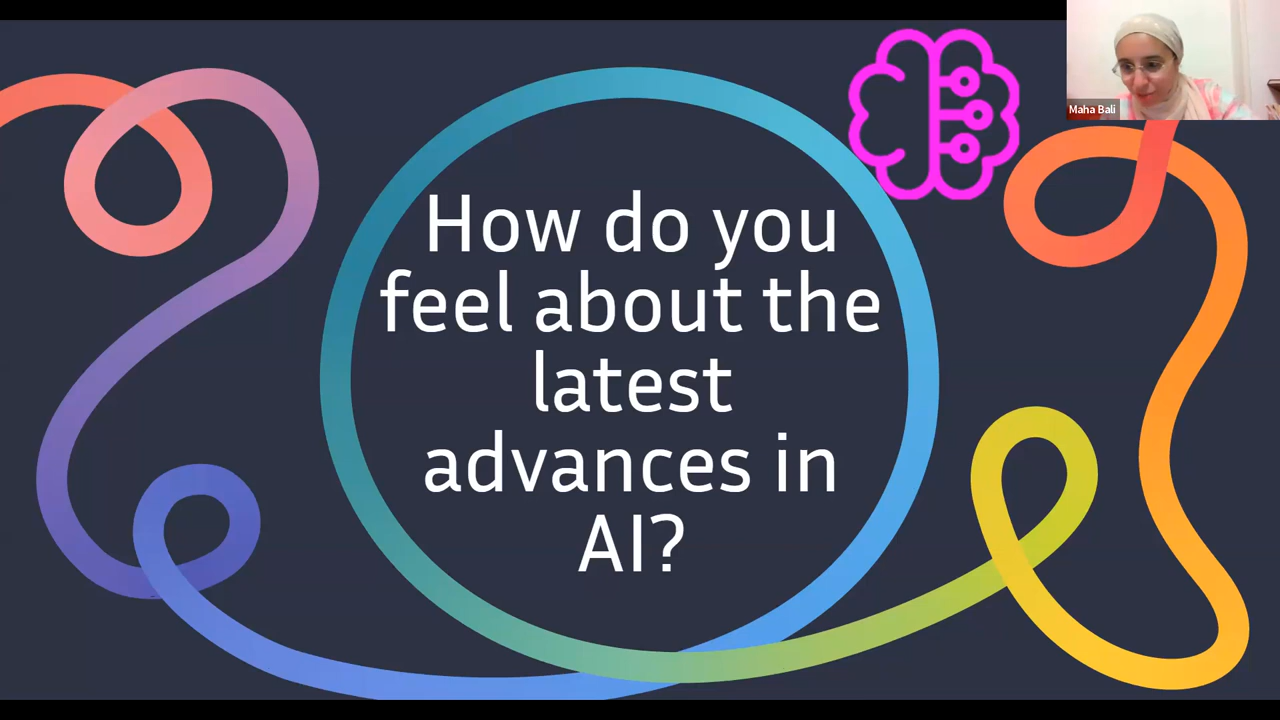 Maha Bali
How do you
feel about the
latest
advances in
AI?